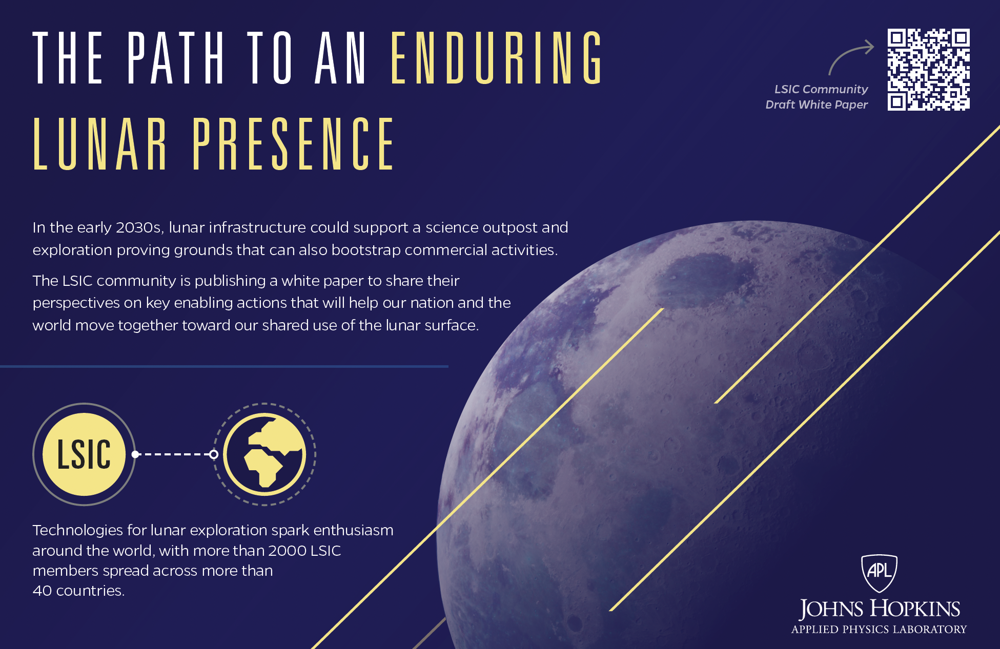 THE PATH TO AN ENDURING
LUNAR PRESENCE
LSIC Community
Draft White Paper
In the early 2030s, lunar infrastructure could support a science outpost and
exploration proving grounds that can also bootstrap commercial activities.
The LSIC community is publishing a white paper to share their
perspectives on key enabling actions that will help our nation and the
world move together toward our shared use of the lunar surface.
LSIC
Technologies for lunar exploration spark enthusiasm
around the world, with more than 2000 LSIC
members spread across more than
40 countries.
APL
JOHNS HOPKINS
APPLIED PHYSICS LABORATORY